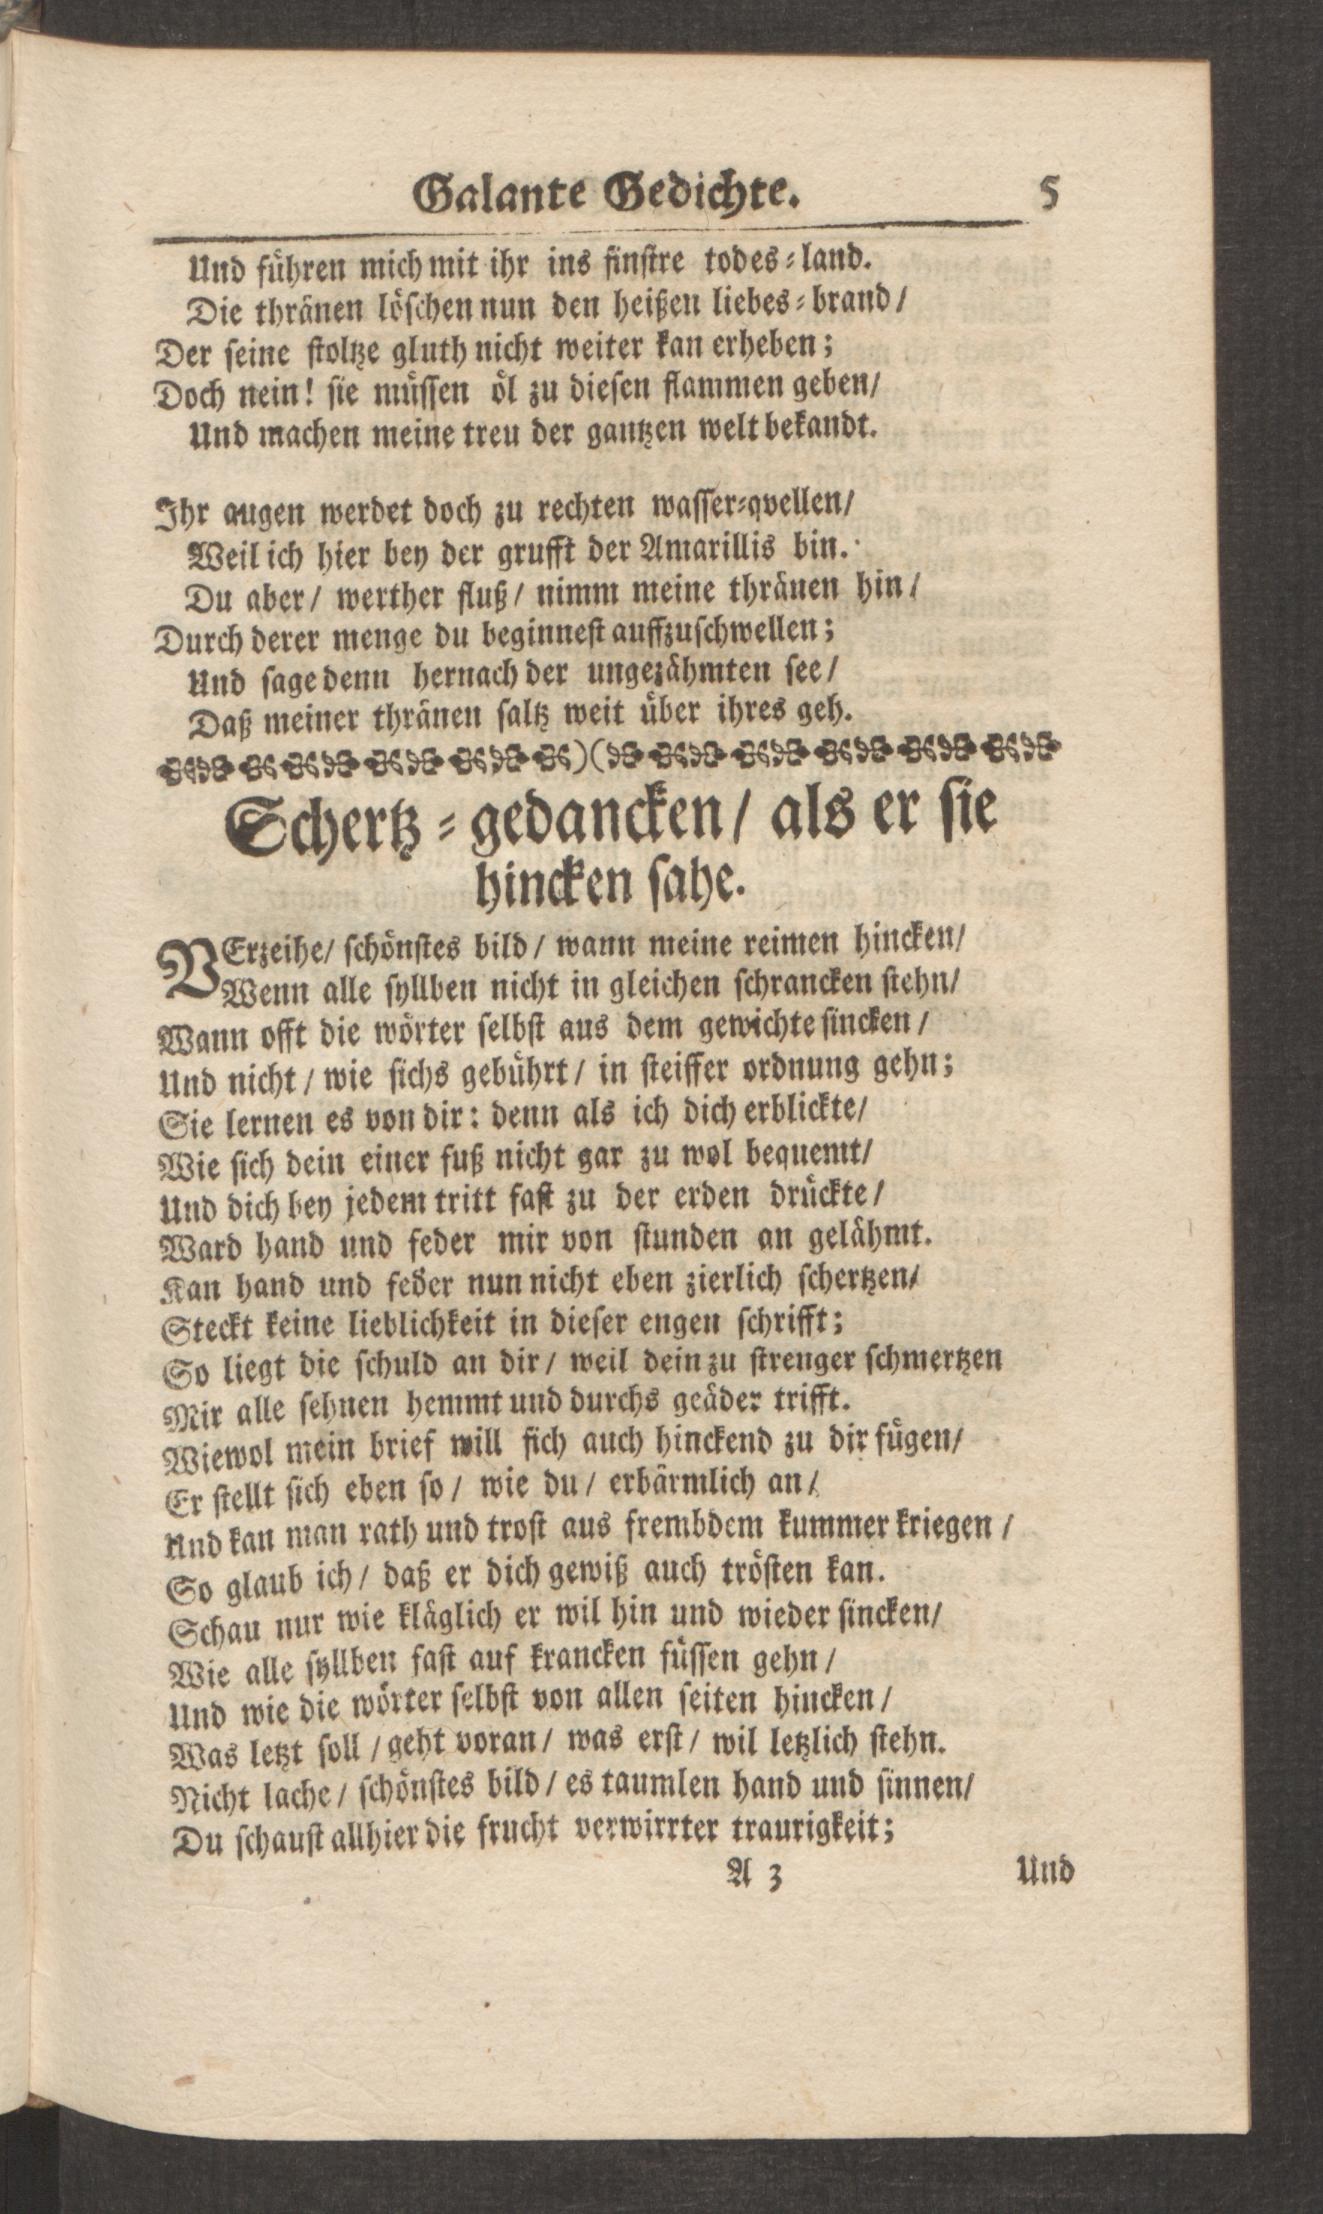 Galante Gedichte. 5
Und führen mich mit ihr ins finstre todes-land.
Die thränen löschen nun den heißen liebes-brand/
Der seine stoltze gluth nicht weiter kan erheben;
Doch nein! sie müssen öl zu diesen flammen geben/
Und machen meine treu der gantzen welt bekandt.

Ihr augen werdet doch zu rechten wasser-qvellen/
Weil ich hier bey der grufft der Amarillis bin.
Du aber/ werther fluß/ nimm meine thränen hin/
Durch derer menge du beginnest auffzuschwellen;
Und sage denn hernach der ungezähmten see/
Daß meiner thränen saltz weit über ihres geh.

Schertz-gedancken/ als er sie
hincken sahe.
VErzeihe/ schönstes bild/ wann meine reimen hincken/
Wenn alle syllben nicht in gleichen schrancken stehn/
Wann offt die wörter selbst aus dem gewichte sincken/
Und nicht/ wie sichs gebührt/ in steiffer ordnung gehn;
Sie lernen es von dir: denn als ich dich erblickte/
Wie sich dein einer fuß nicht gar zu wol bequemt/
Und dich bey jedem tritt fast zu der erden drückte/
Ward hand und feder mir von stunden an gelähmt.
Kan hand und feder nun nicht eben zierlich schertzen/
Steckt keine lieblichkeit in dieser engen schrifft;
So liegt die schuld an dir/ weil dein zu strenger schmertzen
Mir alle sehnen hemmt und durchs geäder trifft.
Wiewol mein brief will sich auch hinckend zu dir fügen/
Er stellt sich eben so/ wie du/ erbärmlich an/
Und kan man rath und trost aus frembdem kummer kriegen/
So glaub ich/ daß er dich gewiß auch trösten kan.
Schau nur wie kläglich er wil hin und wieder sincken/
Wie alle syllben fast auf krancken füssen gehn/
Und wie die wörter selbst von allen seiten hincken/
Was letzt soll/ geht voran/ was erst/ wil letzlich stehn.
Nicht lache/ schönstes bild/ es taumlen hand und sinnen/
Du schaust allhier die frucht verwirrter traurigkeit;
A 3 Und